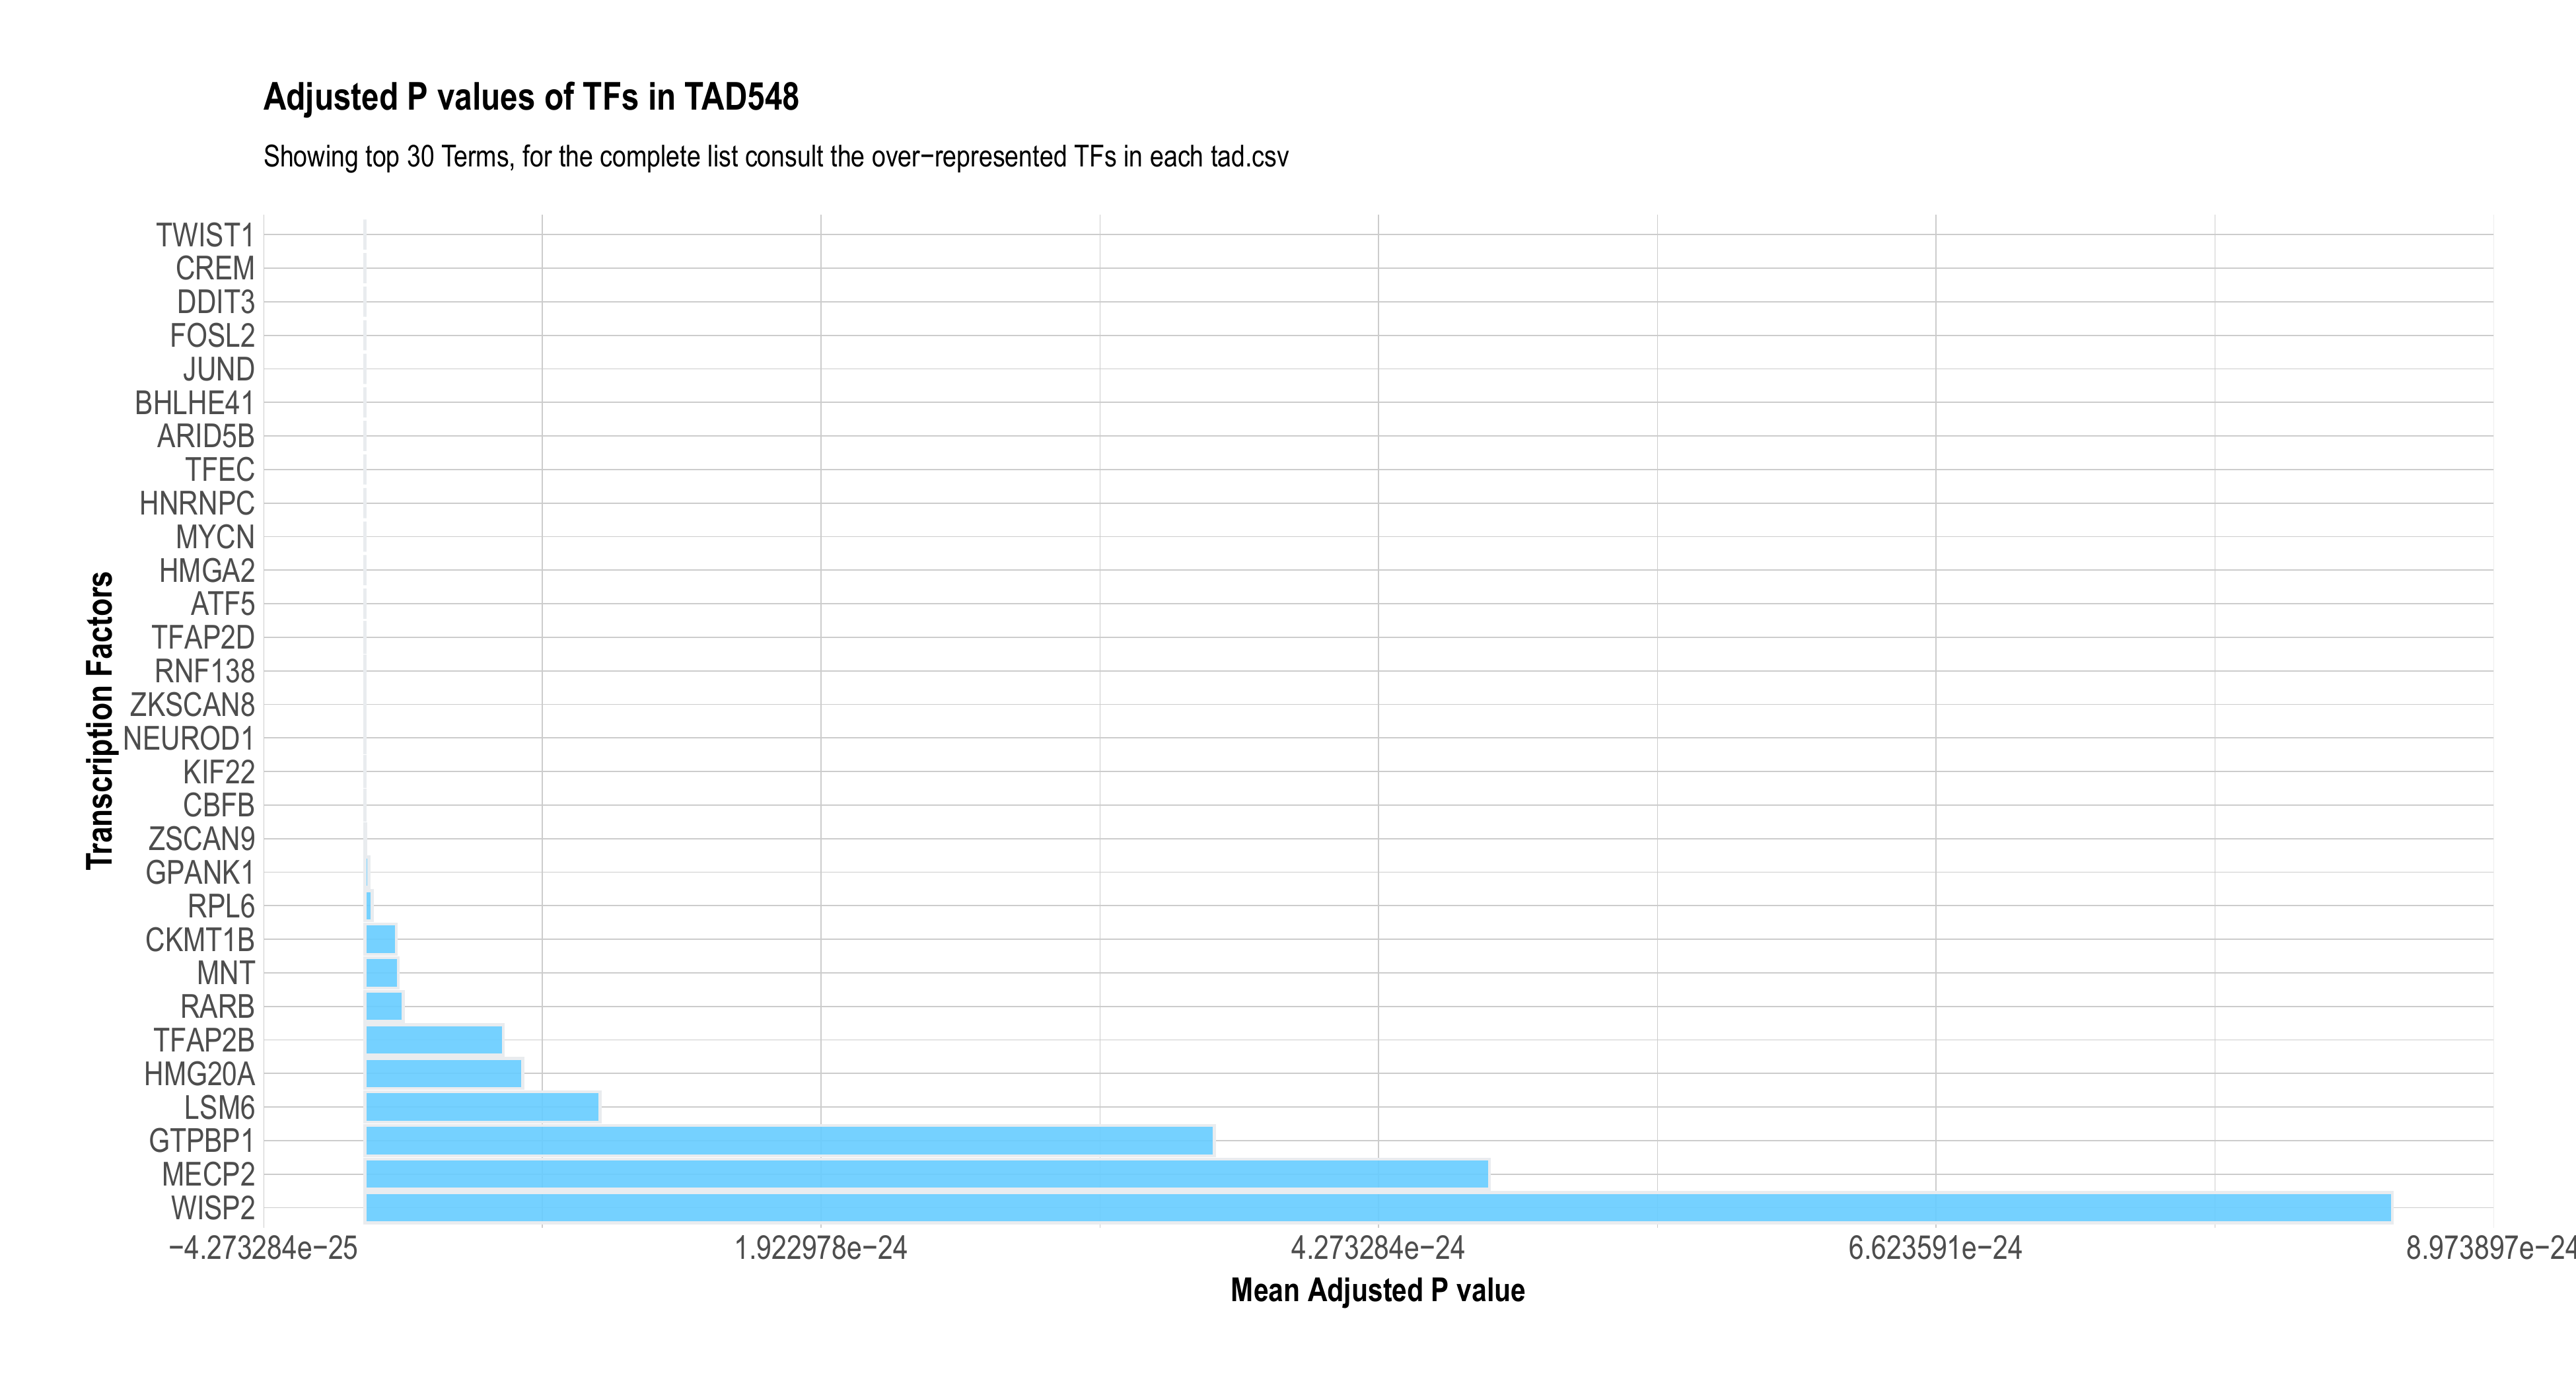 Adjusted P values of TFs in TAD548
Showing top 30 Terms, for the complete list consult the over−represented TFs in each tad.csv
Transcription Factors
TWIST1
CREM
DDIT3
FOSL2
JUND
BHLHE41
ARID5B
TFEC
HNRNPC
MYCN
HMGA2
ATF5
TFAP2D
RNF138
ZKSCAN8
NEUROD1
KIF22
CBFB
ZSCAN9
GPANK1
RPL6
CKMT1B
MNT
RARB
TFAP2B
HMG20A
LSM6
GTPBP1
MECP2
WISP2
−4.273284e−25 1.922978e−24 4.273284e−24 6.623591e−24 8.973897e−24
Mean Adjusted P value